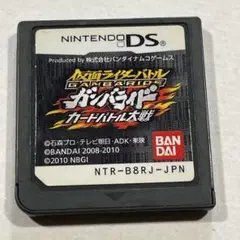 NINTENDO DS
Produced by 株式会社バンダイナムコゲームス
仮面ライダーバトル
GANBARIDE
ガンバライド
カードバトル大戦
©石森プロ・テレビ朝日・ADK・東映
©BANDAI 2008-2010
©2010 NBGI
BAN
DAI
NTR-B8RJ-JPN